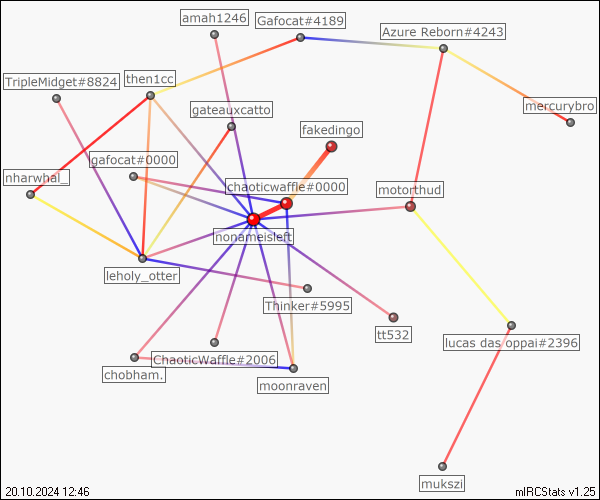 amah1246
Gafocat#4189
Azure Reborn#4243
TripleMidget#8824
then1cc
mercurybro
gateauxcatto
fakedingo
gafocat#0000
nharwhal_
chaoticwaffle#0000
motorthud
nonameisleft
leholy_otter
Thinker#5995
tt532
lucas das oppai#2396
ChaoticWaffle#2006
chobham.
moonraven
mukszi
20.10.2024 12:46
mIRCStats v1.25